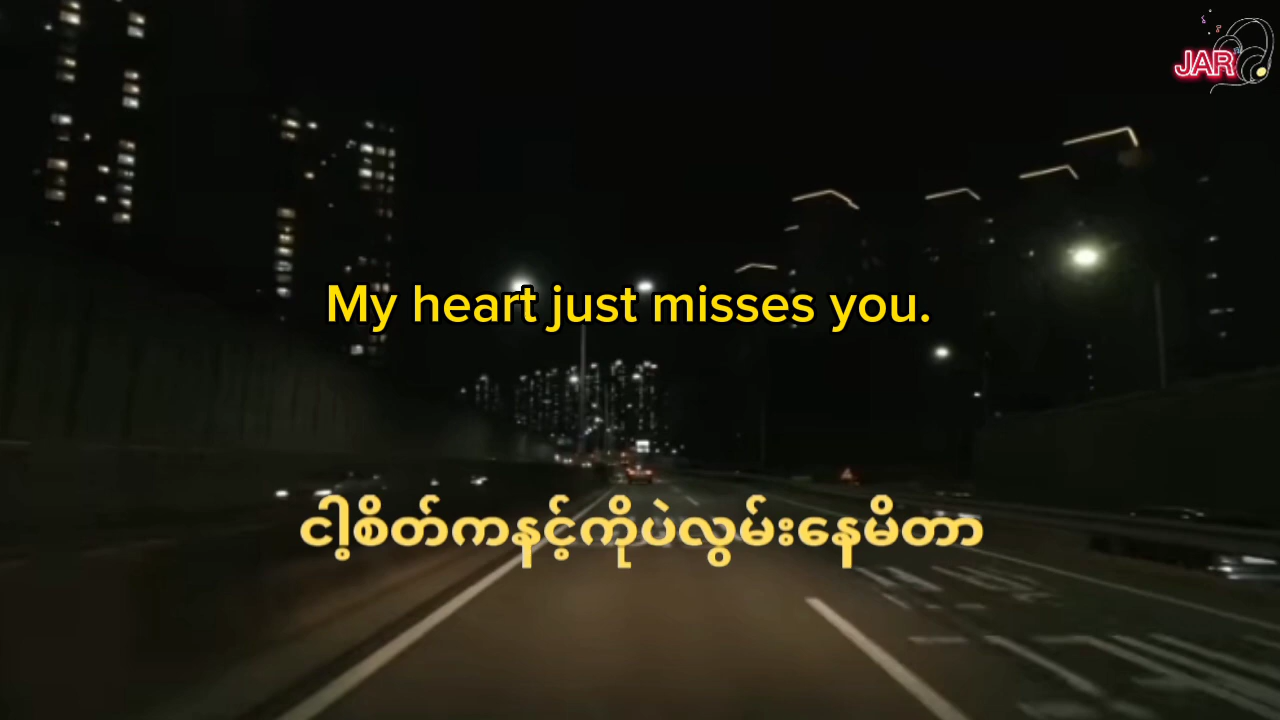 JAR
My heart just misses you.
ငါ့စိတ်ကနင့်ကိုပဲလွမ်းနေမိတာ